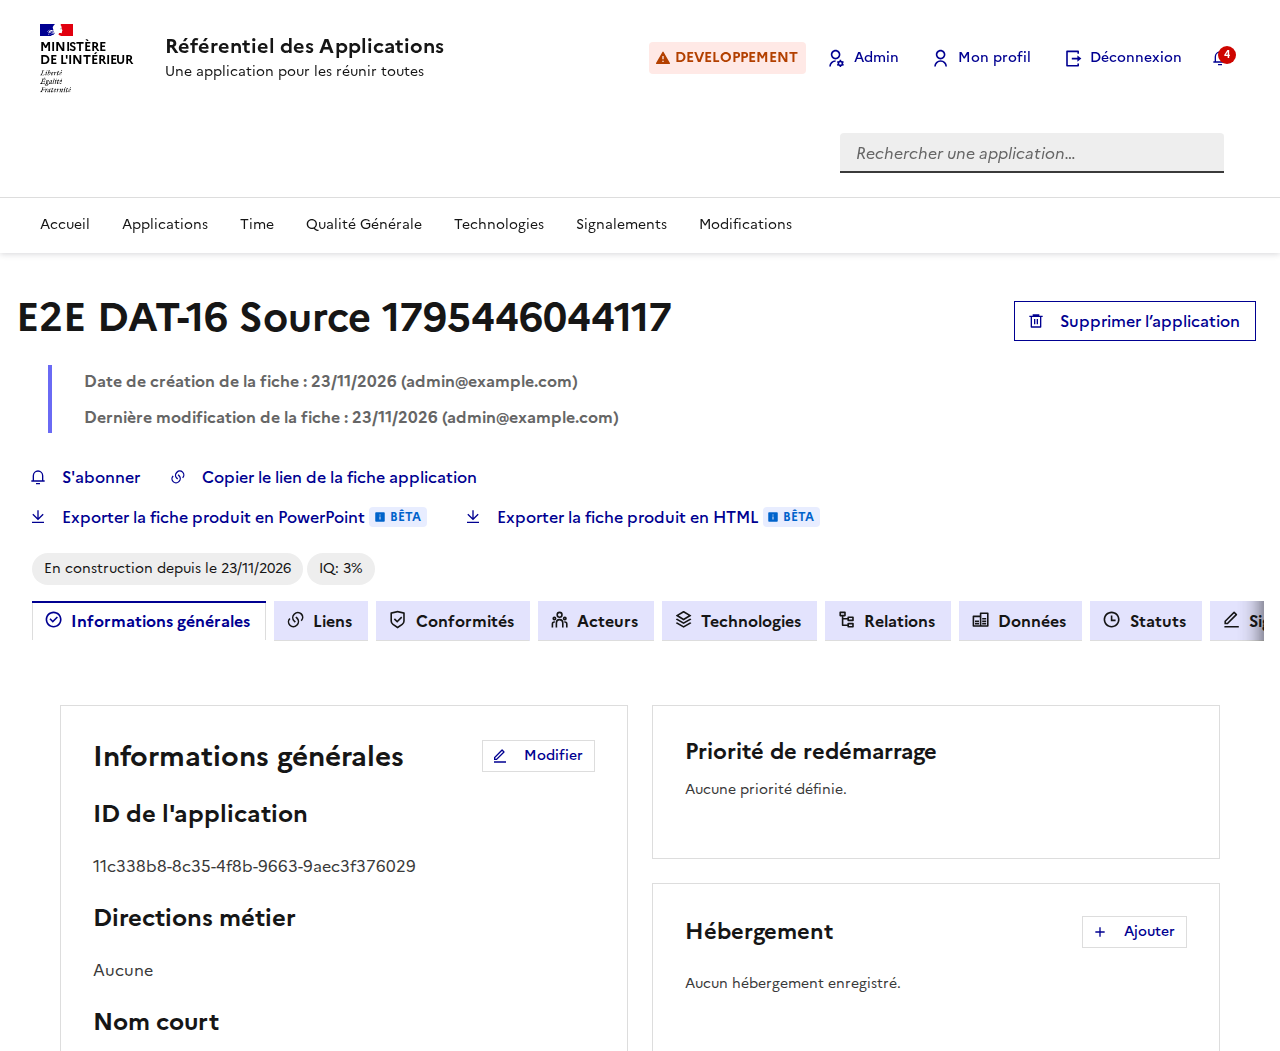 MINISTÈRE
DE L'INTÉRIEUR
Liberté
Égalité
Fraternité
Référentiel des Applications
Une application pour les réunir toutes
DEVELOPPEMENT
Admin
Mon profil
Déconnexion
4
Rechercher une application…
Accueil
Applications
Time
Qualité Générale
Technologies
Signalements
Modifications
E2E DAT-16 Source 1795446044117
Supprimer l’application
Date de création de la fiche : 23/11/2026 (admin@example.com)
Dernière modification de la fiche : 23/11/2026 (admin@example.com)
S'abonner
Copier le lien de la fiche application
Exporter la fiche produit en PowerPoint BÊTA
Exporter la fiche produit en HTML BÊTA
En construction depuis le 23/11/2026
IQ: 3%
Informations générales
Liens
Conformités
Acteurs
Technologies
Relations
Données
Statuts
Informations générales
Modifier
ID de l'application
11c338b8-8c35-4f8b-9663-9aec3f376029
Directions métier
Aucune
Nom court
Priorité de redémarrage
Aucune priorité définie.
Hébergement
Ajouter
Aucun hébergement enregistré.